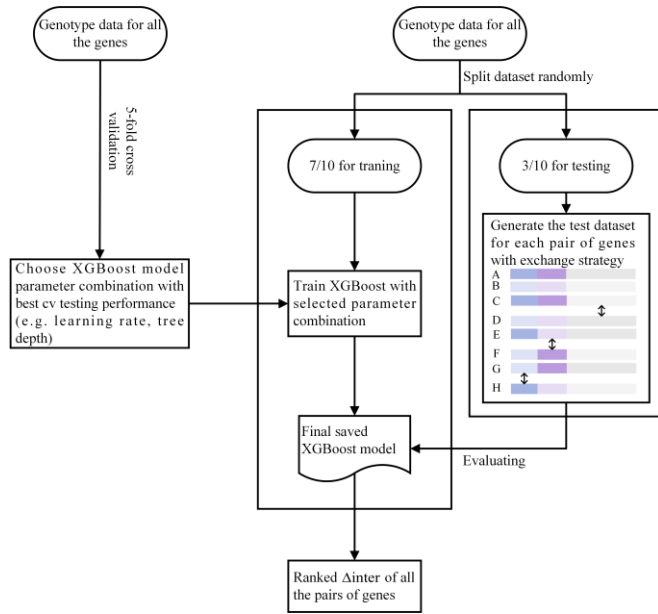 Genotype data for all
the genes
Genotype data for all
the genes
Split dataset randomly
5-fold cross
validation
7/10 for traning
3/10 for testing
Generate the test dataset
for each pair of genes
with exchange strategy
A
B
C
D
E
F
G
H
Choose XGBoost model
parameter combination with
best cv testing performance
(e.g. learning rate, tree
depth)
Train XGBoost with
selected parameter
combination
Final saved
XGBoost model
Evaluating
Ranked Δinter of all
the pairs of genes